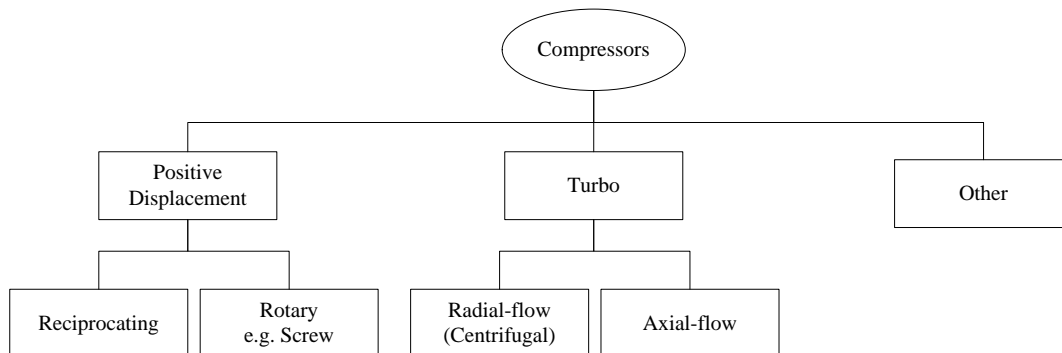 Compressors
Positive
Displacement
Turbo
Other
Reciprocating
Rotary
e.g. Screw
Radial-flow
(Centrifugal)
Axial-flow